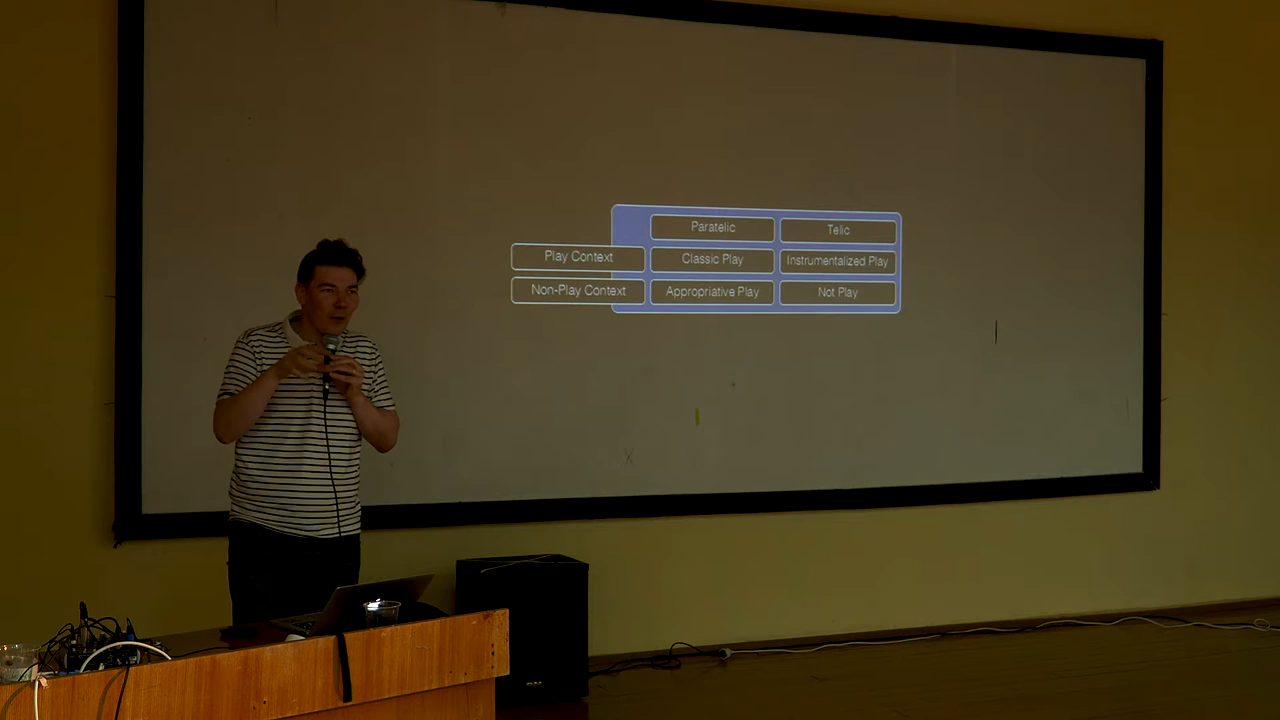 Paratelic Telic
Play Context Classic Play Instrumentalized Play
Non-Play Context Appropriative Play Not Play